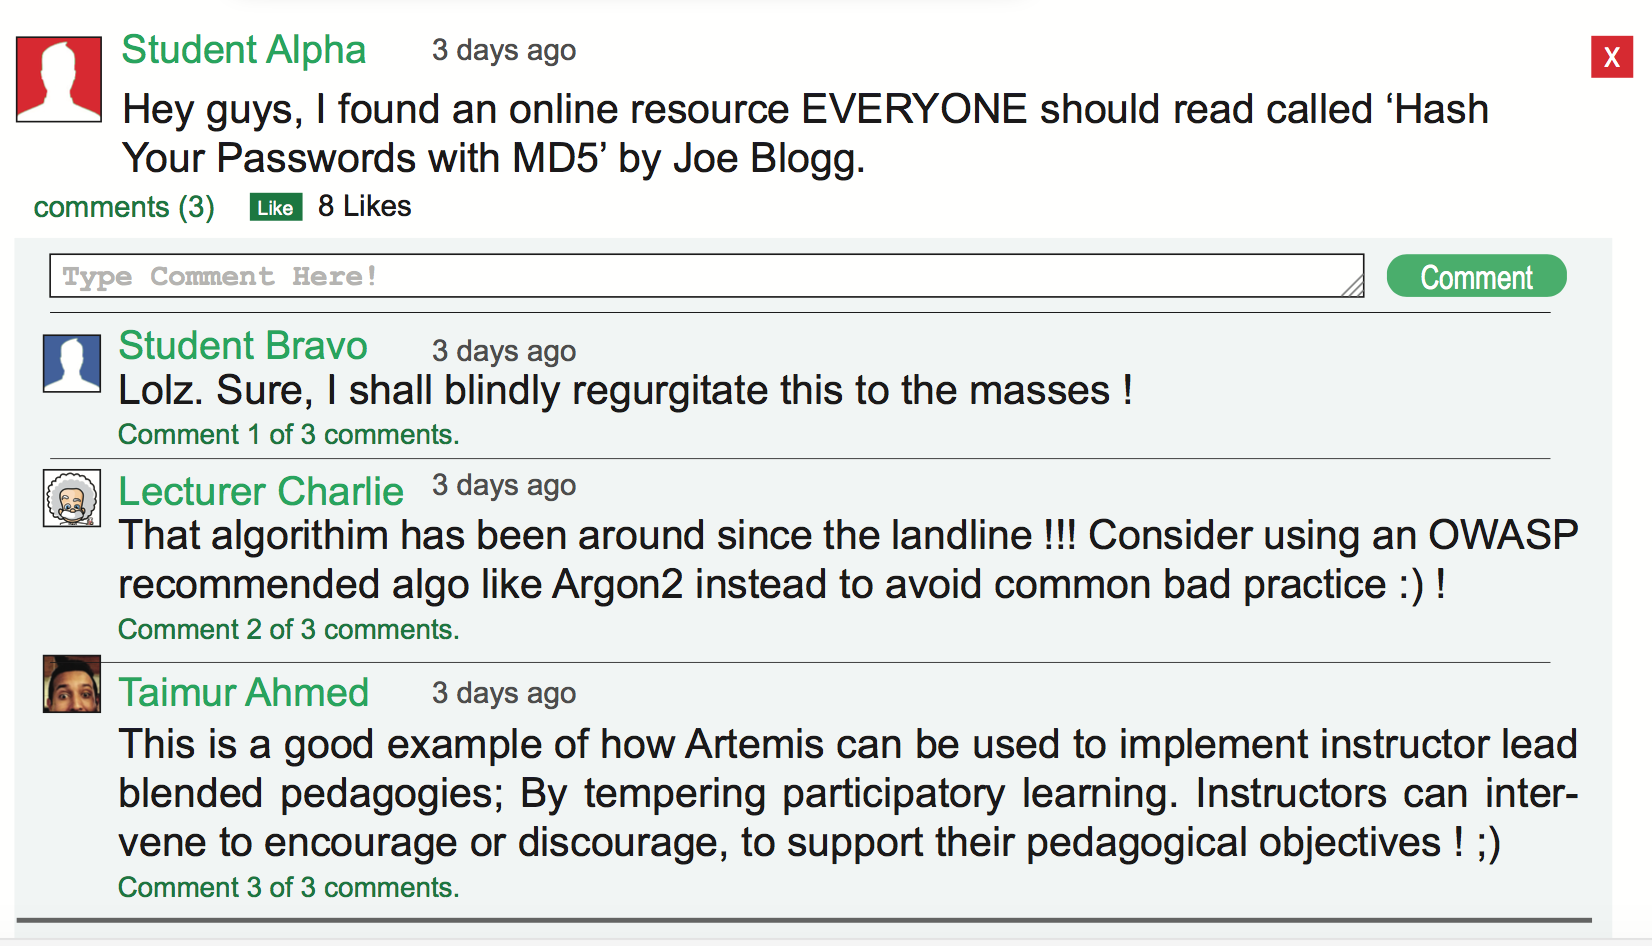 Student Alpha 3 days ago
X
Hey guys, I found an online resource EVERYONE should read called ‘Hash
Your Passwords with MD5’ by Joe Blogg.
comments (3) Like 8 Likes
Type Comment Here!
Comment
Student Bravo 3 days ago
Lolz. Sure, I shall blindly regurgitate this to the masses !
Comment 1 of 3 comments.
Lecturer Charlie 3 days ago
That algorithim has been around since the landline !!! Consider using an OWASP
recommended algo like Argon2 instead to avoid common bad practice :) !
Comment 2 of 3 comments.
Taimur Ahmed 3 days ago
This is a good example of how Artemis can be used to implement instructor lead
blended pedagogies; By tempering participatory learning. Instructors can inter-
vene to encourage or discourage, to support their pedagogical objectives ! ;)
Comment 3 of 3 comments.